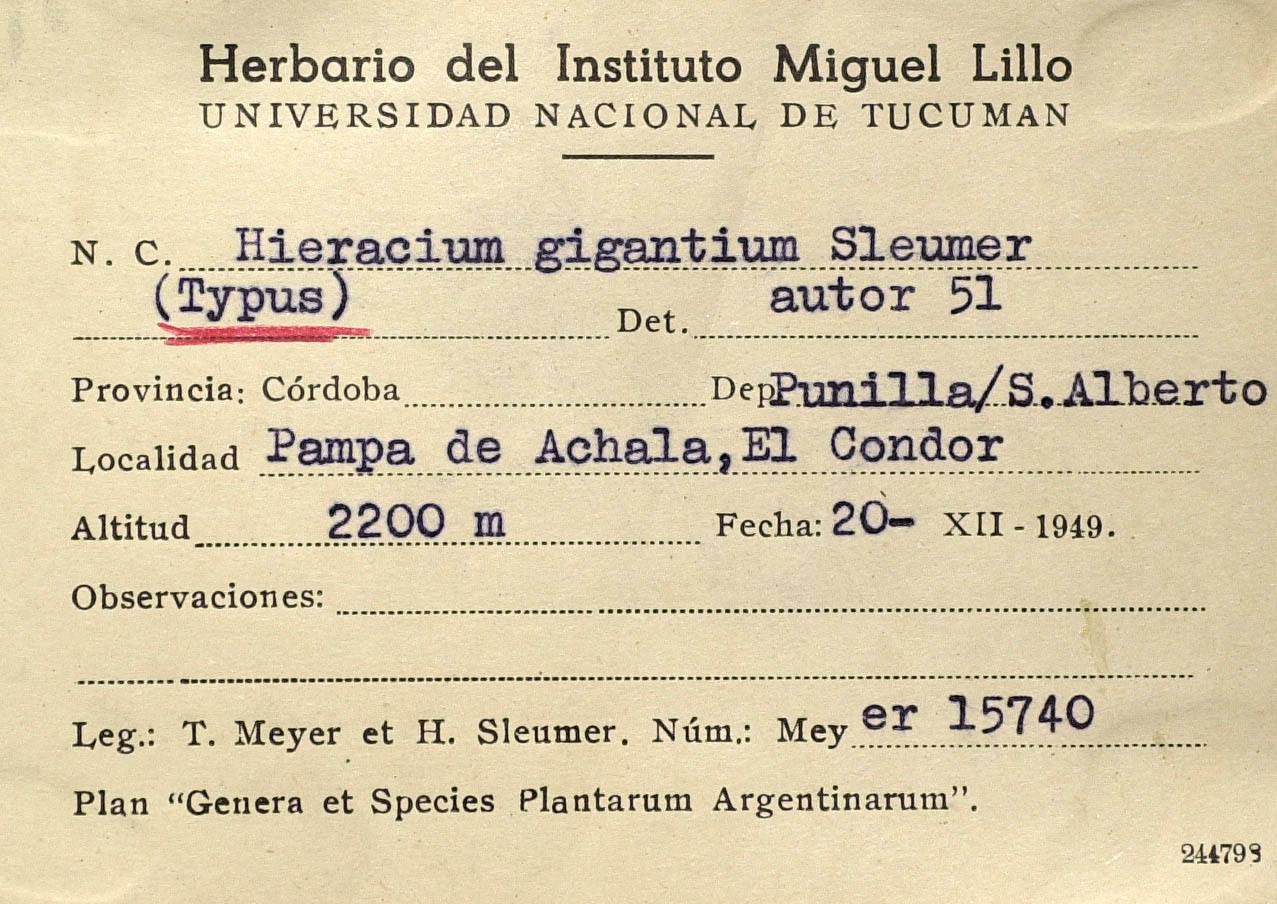 Herbario del Instituto Miguel Lillo
UNIVERSIDAD NACIONAL DE TUCUMAN
N. C. Hieracium gigantium Sleumer
(Typus) Det. autor 51
Provincia: Córdoba Dep Punilla/S.Alberto
Localidad Pampa de Achala,El Condor
Altitud 2200 m Fecha: 20- XII - 1949.
Observaciones:
Leg.: T. Meyer et H. Sleumer. Núm.: Meyer 15740
Plan “Genera et Species Plantarum Argentinarum”.
244798